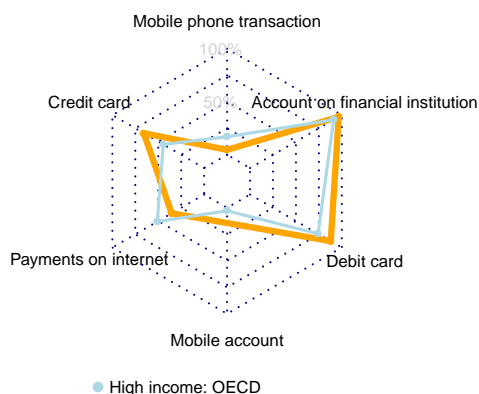 Mobile phone transaction
100%
Credit card
50%
Account on financial institution
Payments on internet
Debit card
Mobile account
High income: OECD